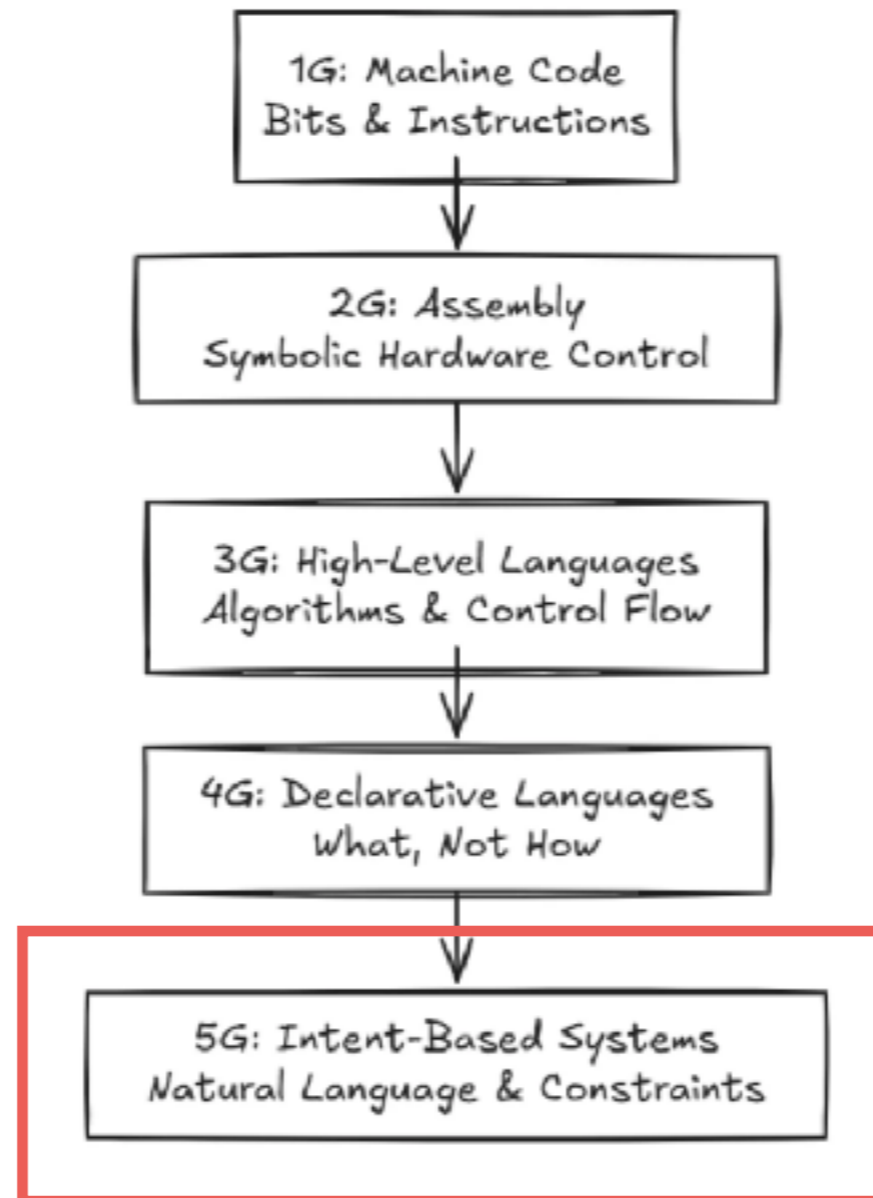 1G: Machine Code
Bits & Instructions
2G: Assembly
Symbolic Hardware Control
3G: High-Level Languages
Algorithms & Control Flow
4G: Declarative Languages
What, Not How
5G: Intent-Based Systems
Natural Language & Constraints